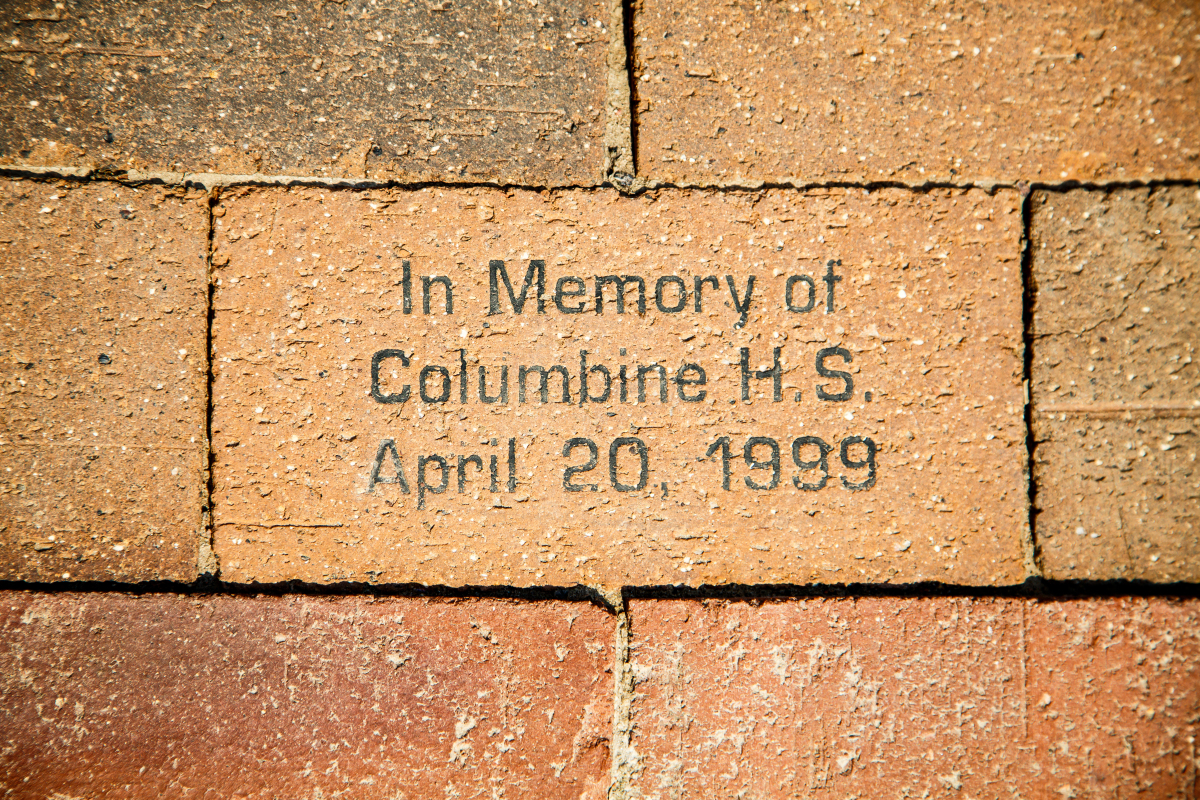 In Memory of
Columbine H.S.
April 20, 1999